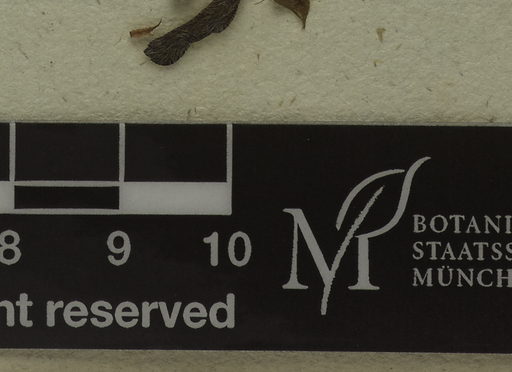 8 9 10
nt reserved
M
BOTANI
STAATSS
MÜNCH